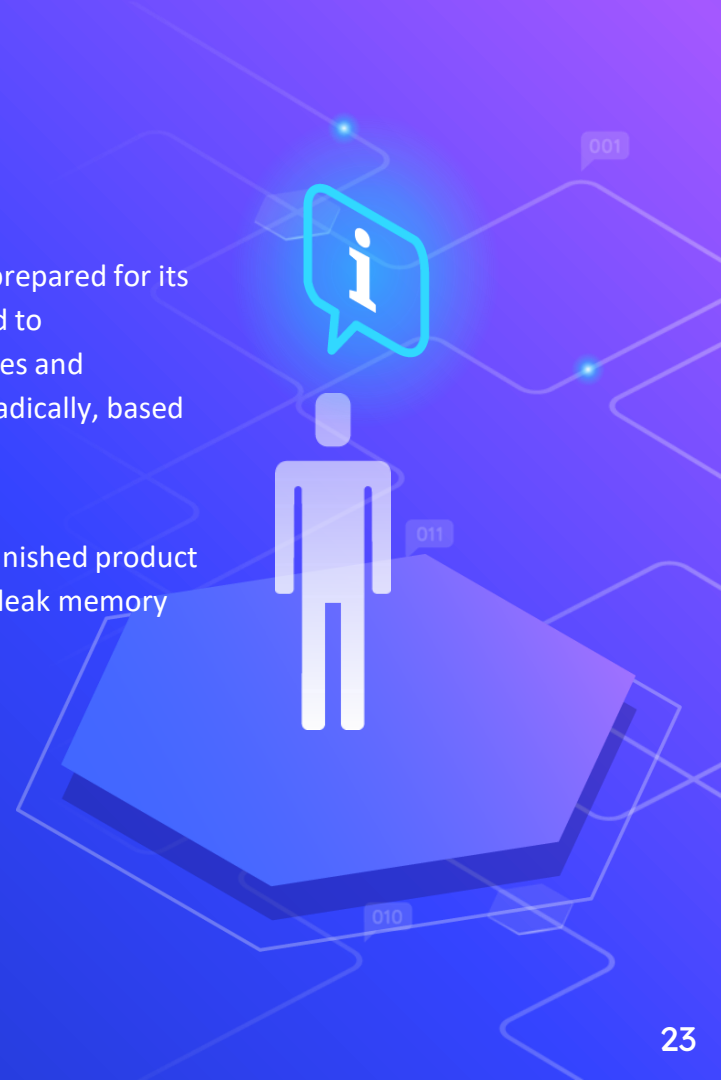 001
i
prepared for its
d to
es and
adically, based
011
nished product
leak memory
010
23